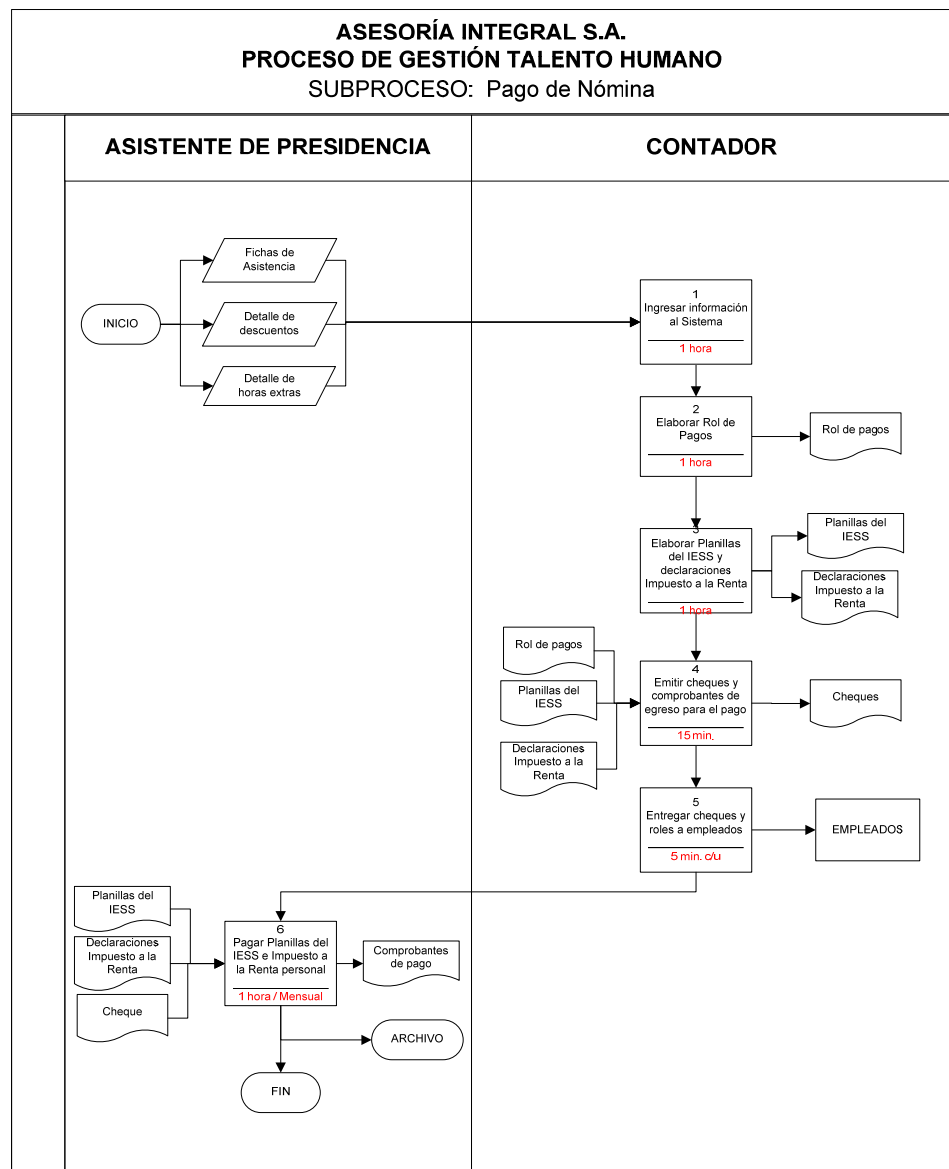 ASESORÍA INTEGRAL S.A.
PROCESO DE GESTIÓN TALENTO HUMANO
SUBPROCESO: Pago de Nómina
ASISTENTE DE PRESIDENCIA
CONTADOR
INICIO
Fichas de
Asistencia
Detalle de
descuentos
Detalle de
horas extras
1
Ingresar información
al Sistema
1 hora
2
Elaborar Rol de
Pagos
1 hora
Rol de pagos
3
Elaborar Planillas
del IESS y
declaraciones
Impuesto a la Renta
1 hora
Planillas del
IESS
Declaraciones
Impuesto a la
Renta
Rol de pagos
Planillas del
IESS
Declaraciones
Impuesto a la
Renta
4
Emitir cheques y
comprobantes de
egreso para el pago
15 min.
Cheques
5
Entregar cheques y
roles a empleados
5 min. c/u
EMPLEADOS
Planillas del
IESS
Declaraciones
Impuesto a la
Renta
Cheque
6
Pagar Planillas del
IESS e Impuesto a
la Renta personal
1 hora / Mensual
Comprobantes
de pago
ARCHIVO
FIN